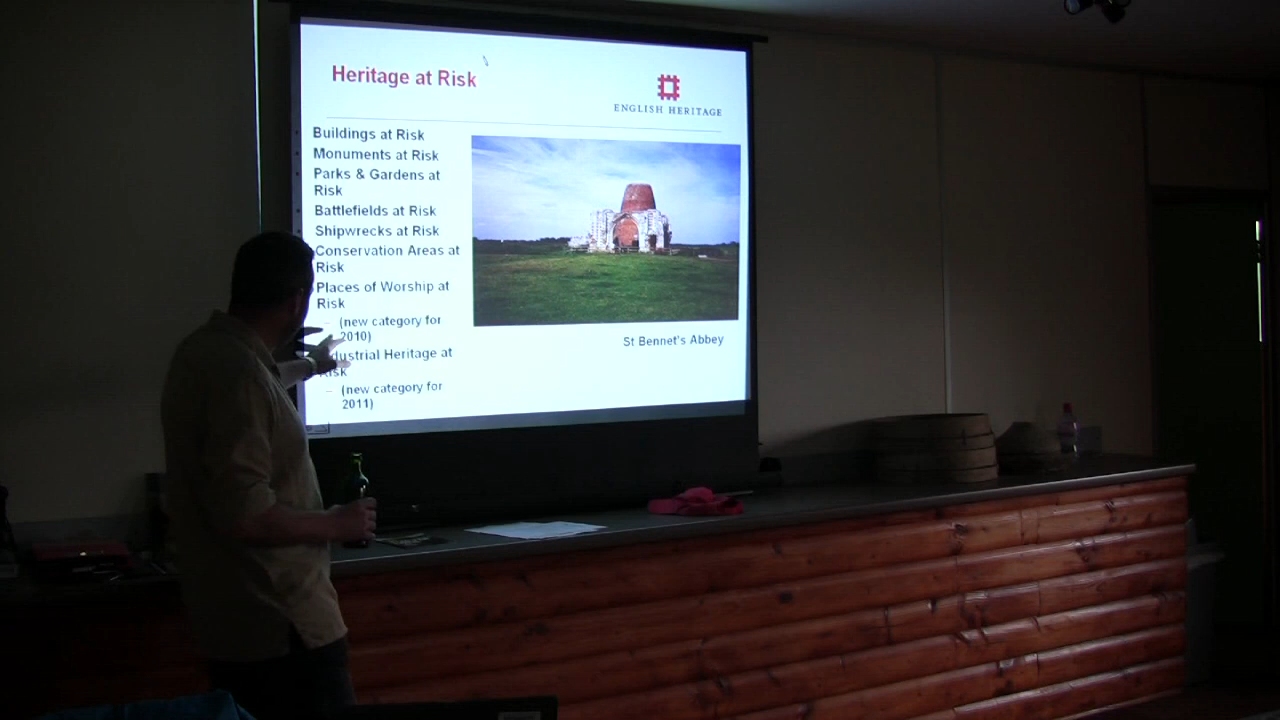 Heritage at Risk
ENGLISH HERITAGE
Buildings at Risk
Monuments at Risk
Parks & Gardens at
Risk
Battlefields at Risk
Shipwrecks at Risk
Conservation Areas at
Risk
Places of Worship at
Risk
– (new category for
2010)
dustrial Heritage at
Risk
– (new category for
2011)
St Bennet's Abbey